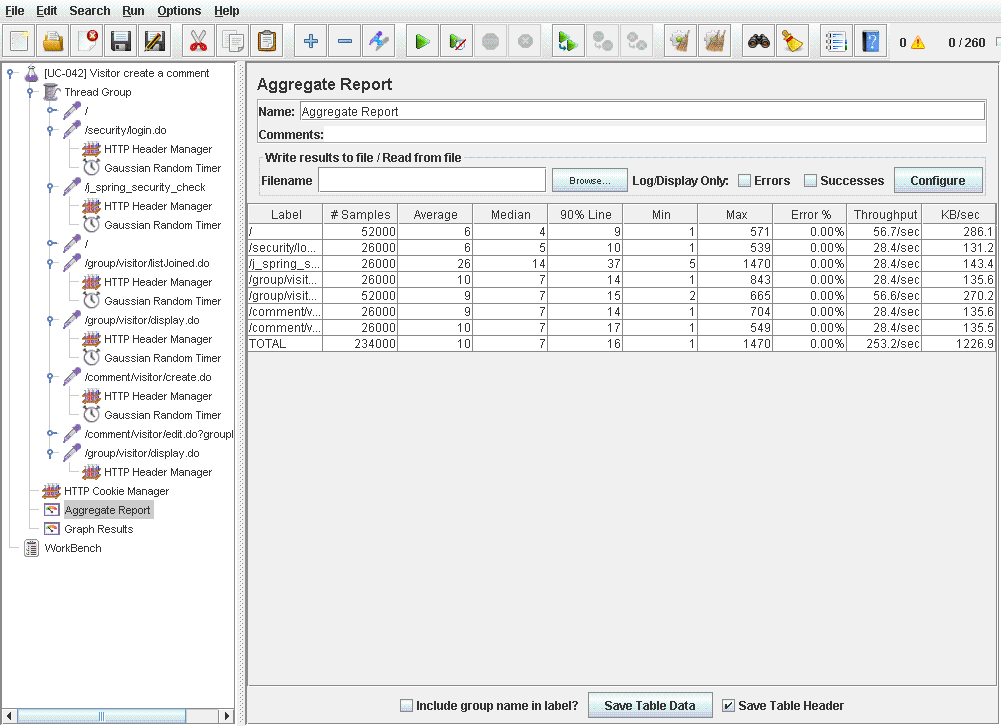 File Edit Search Run Options Help
0 0 / 260
[UC-042] Visitor create a comment
Thread Group
/
/security/login.do
HTTP Header Manager
Gaussian Random Timer
/j_spring_security_check
HTTP Header Manager
Gaussian Random Timer
/
/group/visitor/listJoined.do
HTTP Header Manager
Gaussian Random Timer
/group/visitor/display.do
HTTP Header Manager
Gaussian Random Timer
/comment/visitor/create.do
HTTP Header Manager
Gaussian Random Timer
/comment/visitor/edit.do?groupI
/group/visitor/display.do
HTTP Header Manager
HTTP Cookie Manager
Aggregate Report
Graph Results
WorkBench
Aggregate Report
Name: Aggregate Report
Comments:
Write results to file / Read from file
Filename Browse... Log/Display Only: Errors Successes Configure
Label # Samples Average Median 90% Line Min Max Error % Throughput KB/sec
/ 52000 6 4 9 1 571 0.00% 56.7/sec 286.1
/security/lo... 26000 6 5 10 1 539 0.00% 28.4/sec 131.2
/j_spring_s... 26000 26 14 37 5 1470 0.00% 28.4/sec 143.4
/group/visit... 26000 10 7 14 1 843 0.00% 28.4/sec 135.6
/group/visit... 52000 9 7 15 2 665 0.00% 56.6/sec 270.2
/comment/v... 26000 9 7 14 1 704 0.00% 28.4/sec 135.6
/comment/v... 26000 10 7 17 1 549 0.00% 28.4/sec 135.5
TOTAL 234000 10 7 16 1 1470 0.00% 253.2/sec 1226.9
Include group name in label? Save Table Data Save Table Header